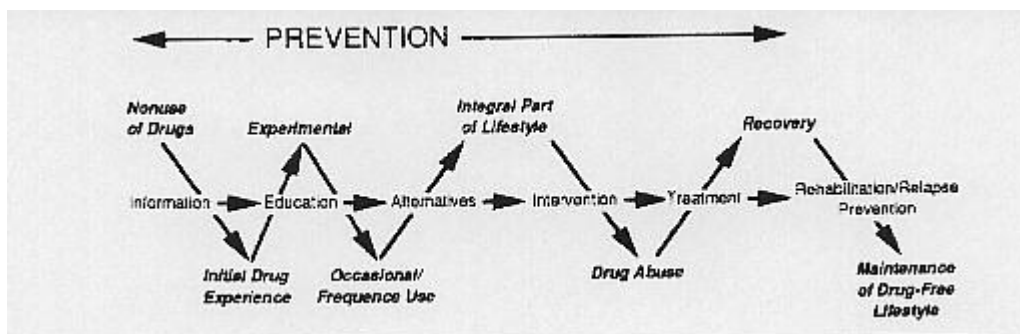 PREVENTION
Nonuse
of Drugs
Experimental
Integral Part
of Lifestyle
Recovery
Information
Education
Alternatives
Intervention
Treatment
Rehabilitation/Relapse
Prevention
Initial Drug
Experience
Occasional/
Frequence Use
Drug Abuse
Maintenance
of Drug-Free
Lifestyle